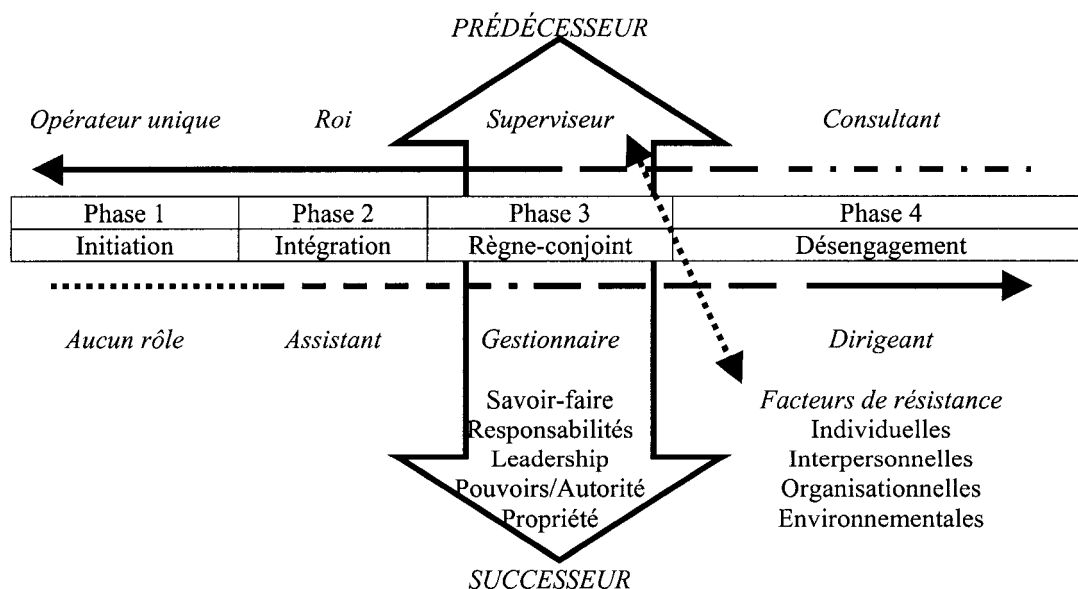 PRÉDÉCESSEUR
Opérateur unique Roi Superviseur Consultant
Phase 1 Phase 2 Phase 3 Phase 4
Initiation Intégration Règne-conjoint Désengagement
Aucun rôle Assistant Gestionnaire Dirigeant
Savoir-faire Facteurs de résistance
Responsabilités Individuelles
Leadership Interpersonnelles
Pouvoirs/Autorité Organisationnelles
Propriété Environnementales
SUCCESSEUR